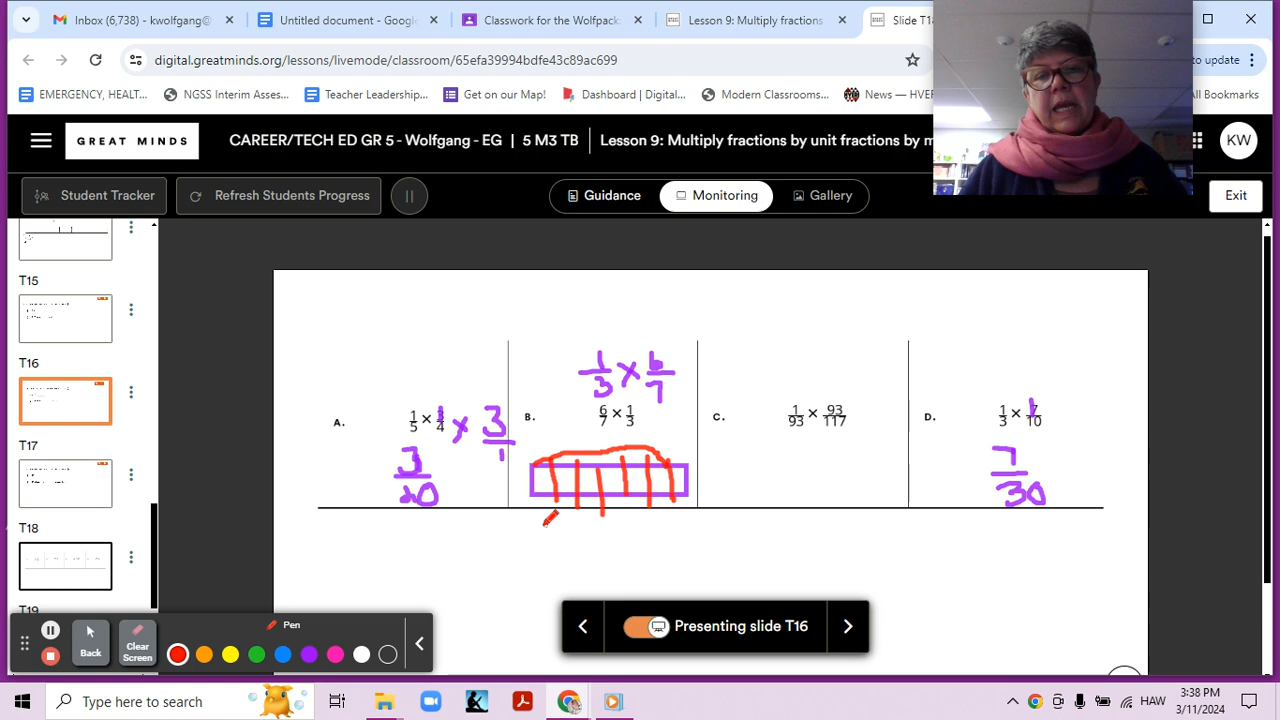 Inbox (6,738) - kwolfgang@
Untitled document - Google
Classwork for the Wolfpack
Lesson 9: Multiply fractions
Slide T18
digital.greatminds.org/lessons/livemode/classroom/65efa39994bdfe43c89ac699
to update
EMERGENCY, HEALT...
NGSS Interim Asses...
Teacher Leadership...
Get on our Map!
Dashboard | Digital...
Modern Classrooms...
News — HVER
All Bookmarks
GREAT MINDS
CAREER/TECH ED GR 5 - Wolfgang - EG | 5 M3 TB | Lesson 9: Multiply fractions by unit fractions by m
KW
Student Tracker
Refresh Students Progress
Guidance
Monitoring
Gallery
Exit
T15
T16
T17
T18
T19
1/3 × 6/7
A. 1/5 × 3/4 × 3/1
B. 6/7 × 1/3
C. 1/93 × 93/117
D. 1/3 × 7/10
3/20
7/30
Pen
Back
Clear Screen
Presenting slide T16
Type here to search
HAW
3:38 PM
3/11/2024